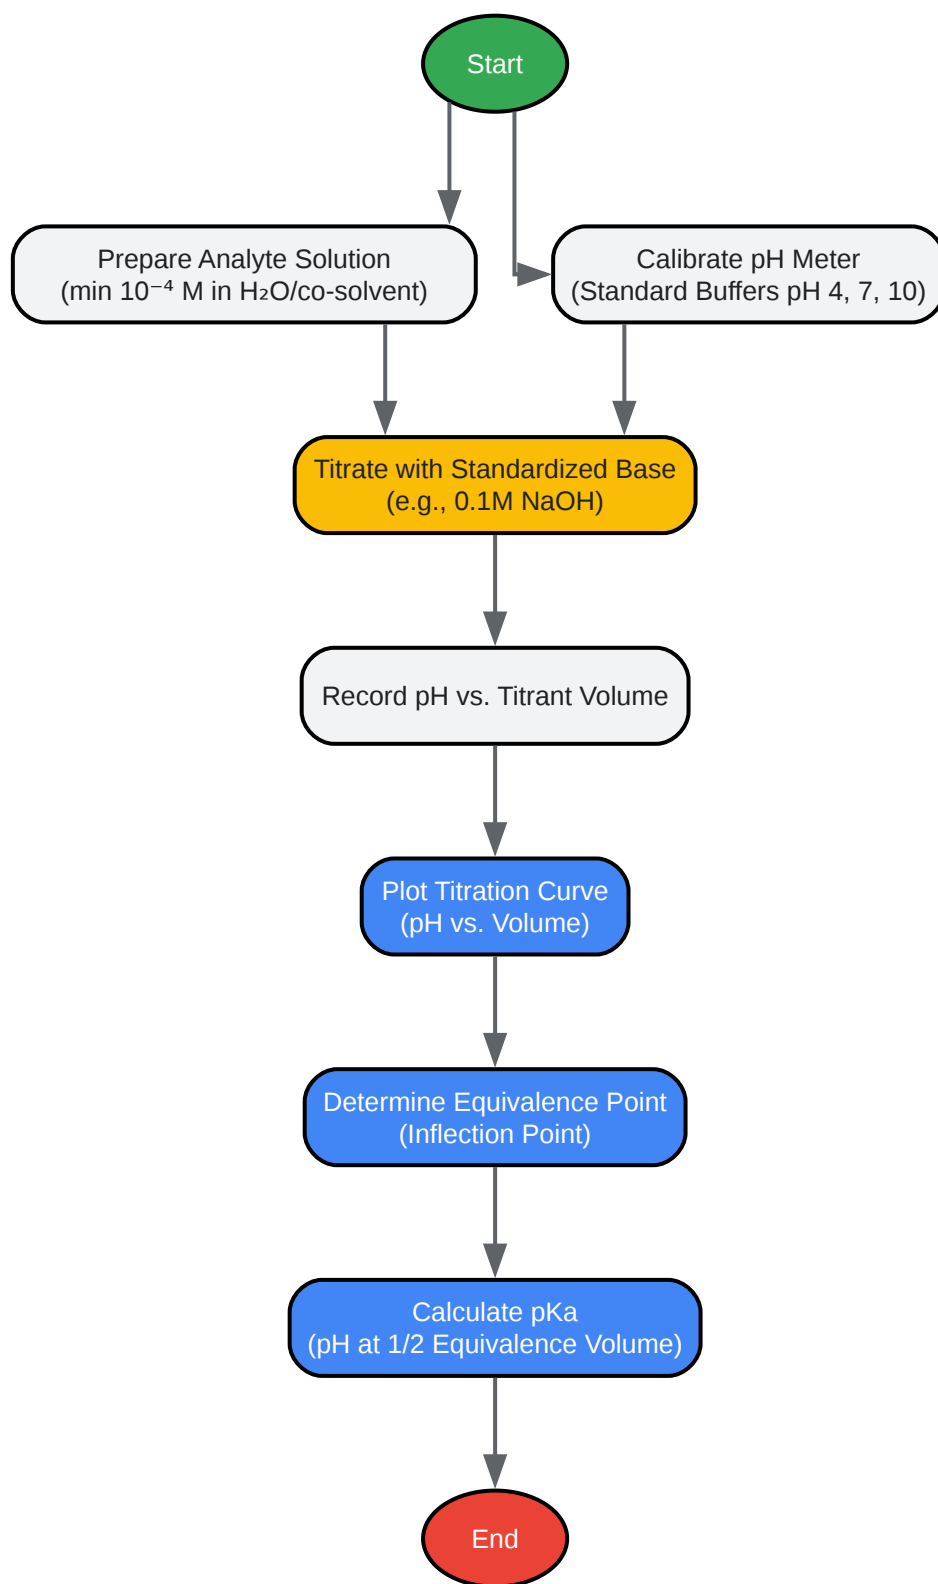 Start
Prepare Analyte Solution
(min 10⁻⁴ M in H₂O/co-solvent)
Calibrate pH Meter
(Standard Buffers pH 4, 7, 10)
Titrate with Standardized Base
(e.g., 0.1M NaOH)
Record pH vs. Titrant Volume
Plot Titration Curve
(pH vs. Volume)
Determine Equivalence Point
(Inflection Point)
Calculate pKa
(pH at 1/2 Equivalence Volume)
End